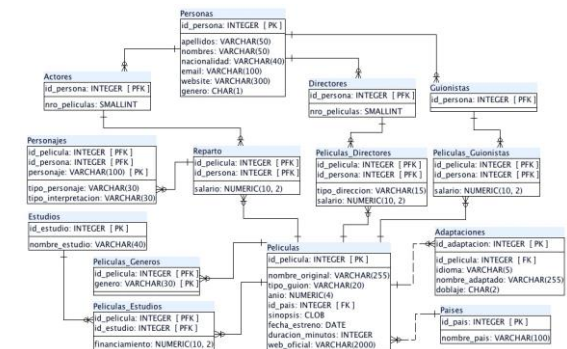 Personas
id_persona: INTEGER [ PK ]
apellidos: VARCHAR(50)
nombres: VARCHAR(50)
nacionalidad: VARCHAR(40)
email: VARCHAR(100)
website: VARCHAR(300)
genero: CHAR(1)
Actores
id_persona: INTEGER [ PFK ]
nro_peliculas: SMALLINT
Directores
id_persona: INTEGER [ PFK ]
nro_peliculas: SMALLINT
Guionistas
id_persona: INTEGER [ PFK ]
Personajes
id_pelicula: INTEGER [ PFK ]
id_persona: INTEGER [ PFK ]
personaje: VARCHAR(100) [ PK ]
tipo_personaje: VARCHAR(30)
tipo_interpretacion: VARCHAR(30)
Reparto
id_pelicula: INTEGER [ PFK ]
id_persona: INTEGER [ PFK ]
salario: NUMERIC(10, 2)
Peliculas_Directores
id_pelicula: INTEGER [ PFK ]
id_persona: INTEGER [ PFK ]
tipo_direccion: VARCHAR(15)
salario: NUMERIC(10, 2)
Peliculas_Guionistas
id_pelicula: INTEGER [ PFK ]
id_persona: INTEGER [ PFK ]
salario: NUMERIC(10, 2)
Estudios
id_estudio: INTEGER [ PK ]
nombre_estudio: VARCHAR(40)
Peliculas_Generos
id_pelicula: INTEGER [ PFK ]
genero: VARCHAR(30) [ PK ]
Peliculas_Estudios
id_pelicula: INTEGER [ PFK ]
id_estudio: INTEGER [ PFK ]
financiamiento: NUMERIC(10, 2)
Peliculas
id_pelicula: INTEGER [ PK ]
nombre_original: VARCHAR(255)
tipo_guion: VARCHAR(20)
anio: NUMERIC(4)
id_pais: INTEGER [ FK ]
sinopsis: CLOB
fecha_estreno: DATE
duracion_minutos: INTEGER
web_oficial: VARCHAR(2000)
Adaptaciones
id_adaptacion: INTEGER [ PK ]
id_pelicula: INTEGER [ FK ]
idioma: VARCHAR(5)
nombre_adaptado: VARCHAR(255)
doblaje: CHAR(2)
Paises
id_pais: INTEGER [ PK ]
nombre_pais: VARCHAR(100)